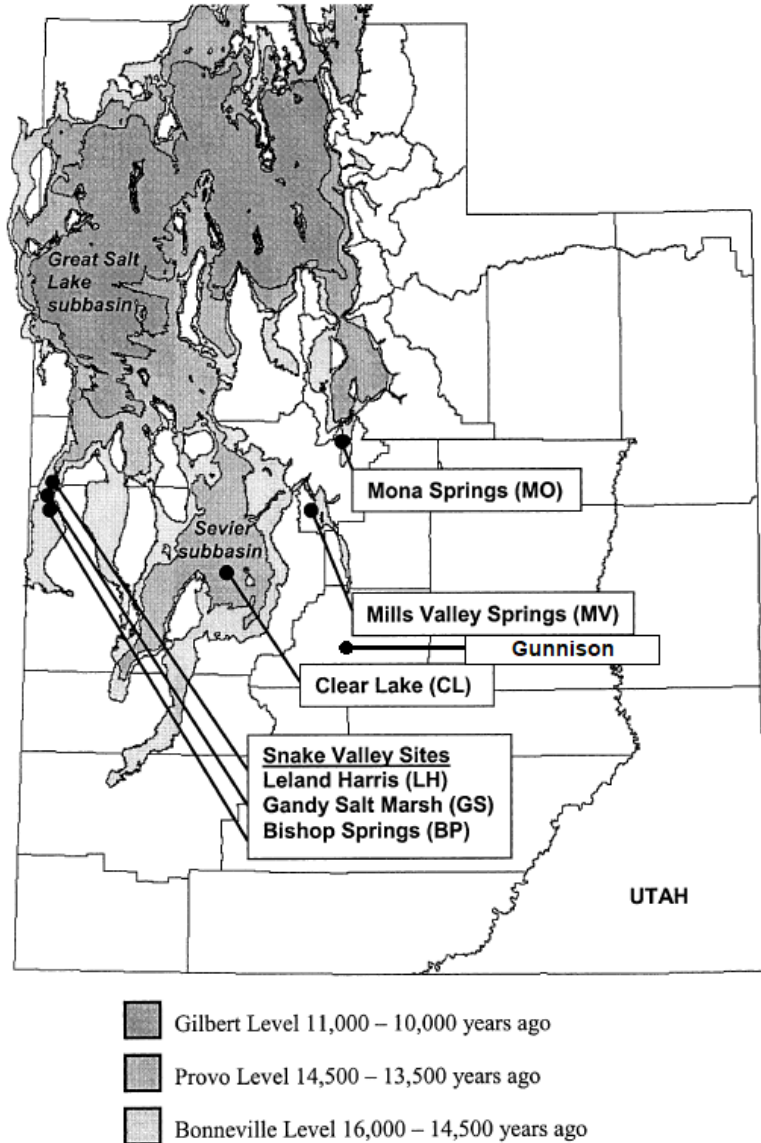 Great Salt
Lake
subbasin
Mona Springs (MO)
Sevier
subbasin
Mills Valley Springs (MV)
Gunnison
Clear Lake (CL)
Snake Valley Sites
Leland Harris (LH)
Gandy Salt Marsh (GS)
Bishop Springs (BP)
UTAH
Gilbert Level 11,000 – 10,000 years ago
Provo Level 14,500 – 13,500 years ago
Bonneville Level 16,000 – 14,500 years ago